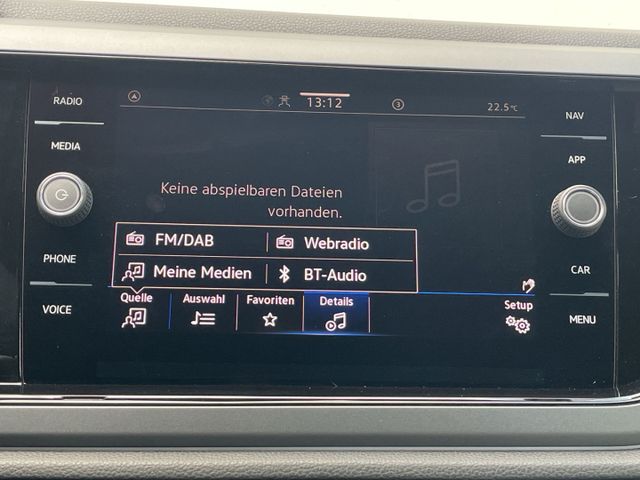 RADIO
MEDIA
PHONE
VOICE
13:12
3
22.5°C
Keine abspielbaren Dateien
vorhanden.
FM/DAB
Webradio
Meine Medien
BT-Audio
Quelle
Auswahl
Favoriten
Details
Setup
NAV
APP
CAR
MENU